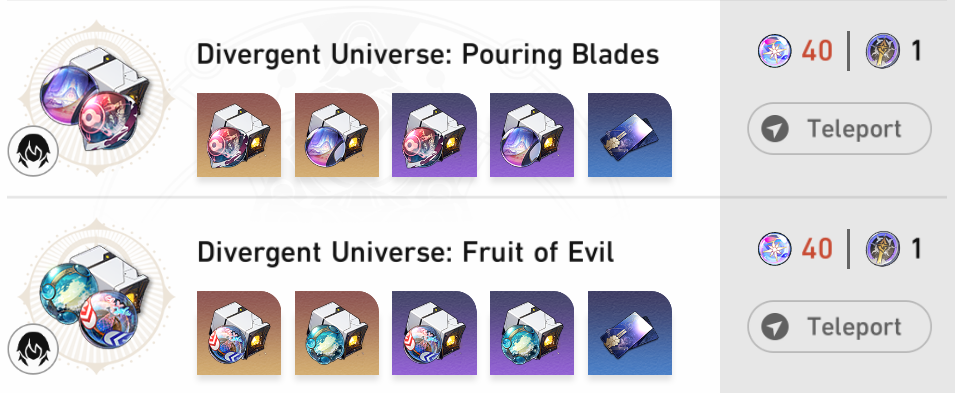 Divergent Universe: Pouring Blades
40
1
Teleport
Divergent Universe: Fruit of Evil
40
1
Teleport